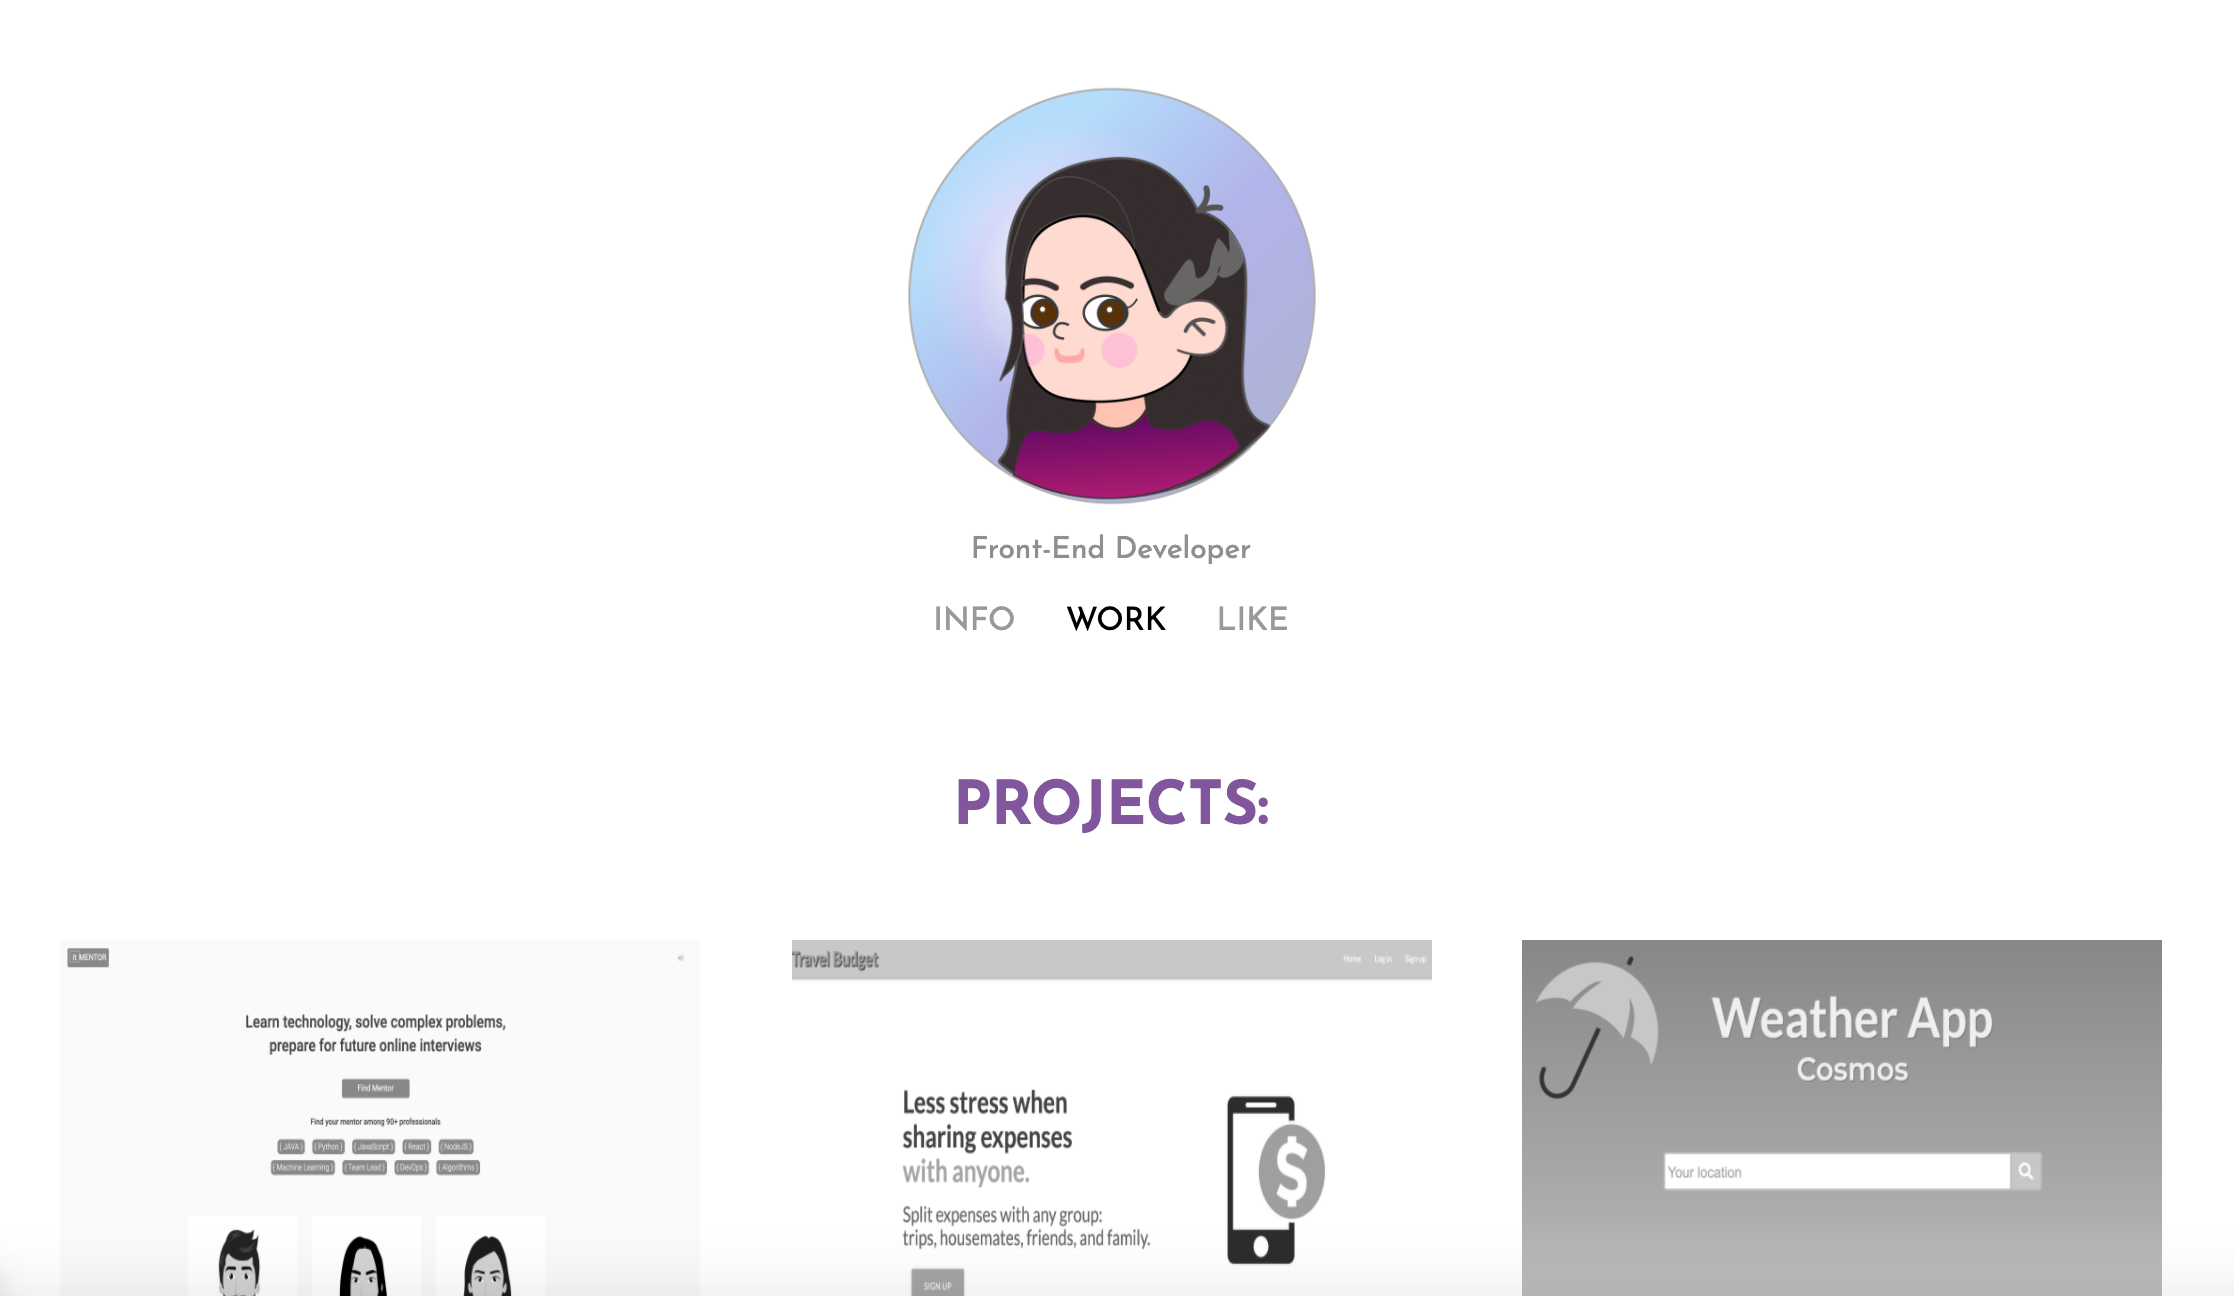 Front-End Developer
INFO WORK LIKE
PROJECTS:
it MENTOR
Learn technology, solve complex problems,
prepare for future online interviews
Find Mentor
Find your mentor among 90+ professionals
{ JAVA } { Python } { JavaScript } { React } { NodeJS }
{ Machine Learning } { Team Lead } { DevOps } { Algorithms }
Travel Budget
Home Log in Sign up
Less stress when
sharing expenses
with anyone.
Split expenses with any group:
trips, housemates, friends, and family.
SIGN UP
Weather App
Cosmos
Your location